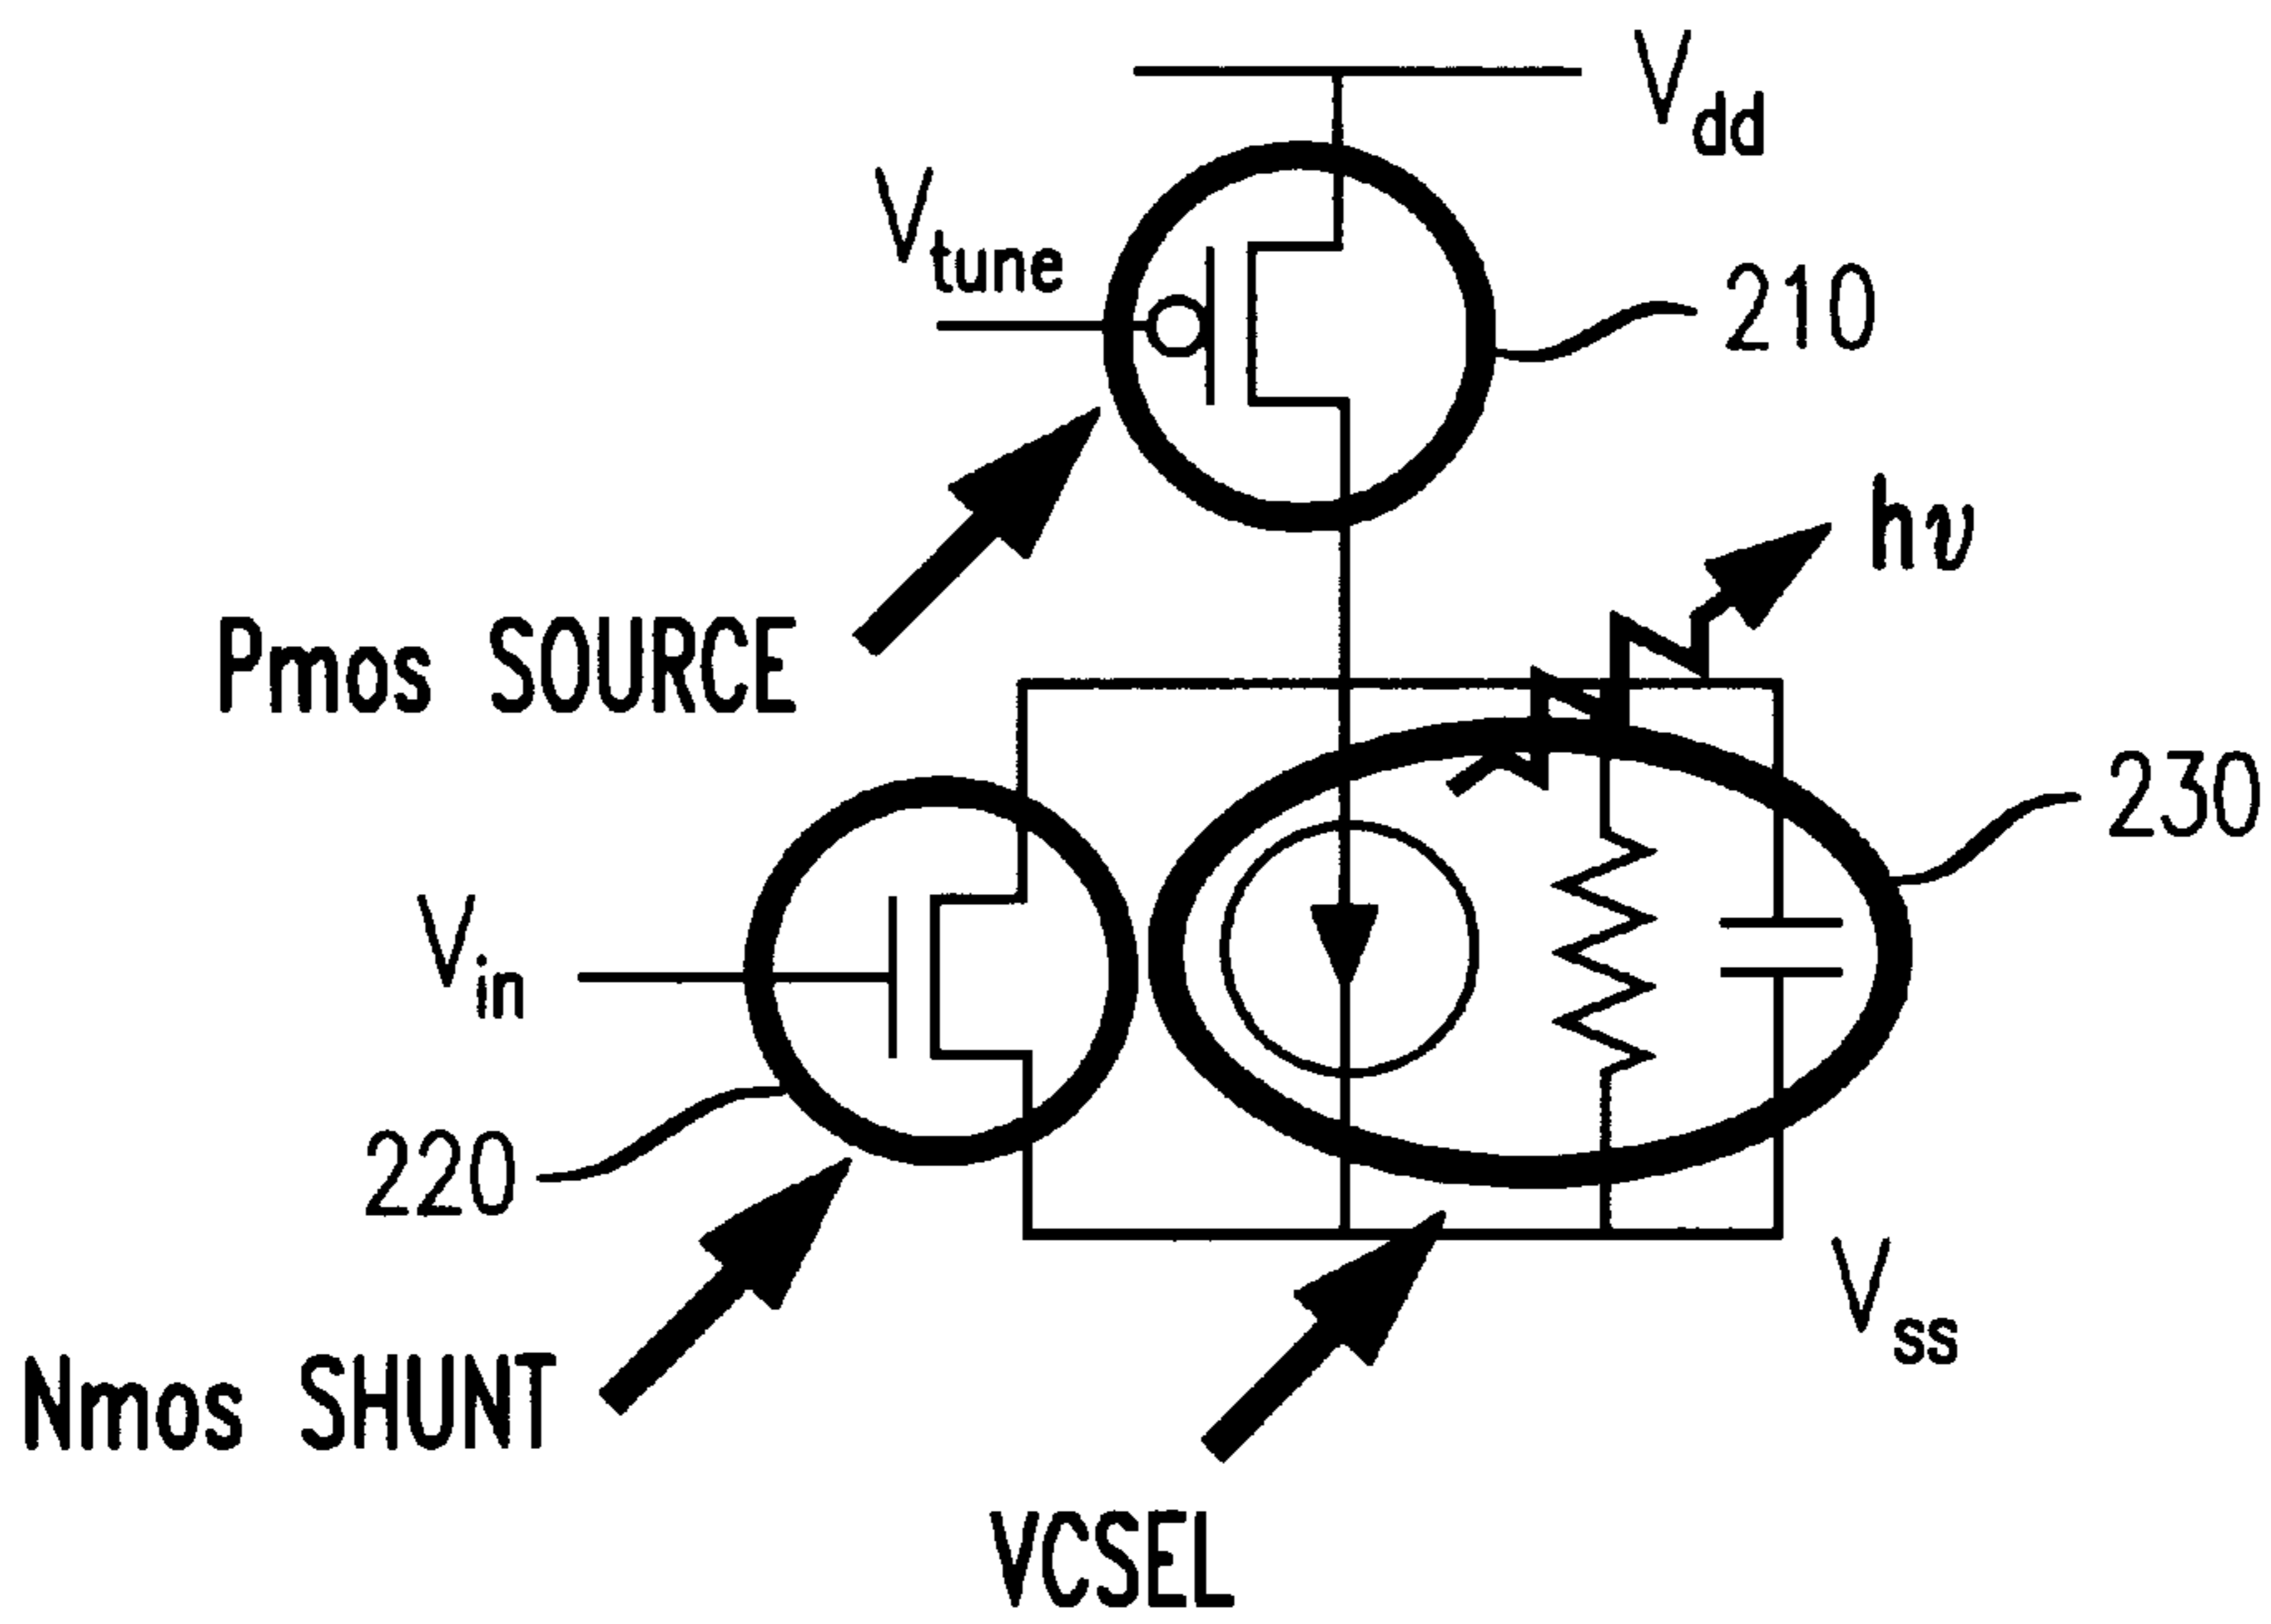 Vdd
Vtune
210
hν
Pmos SOURCE
230
Vin
220
Vss
Nmos SHUNT
VCSEL